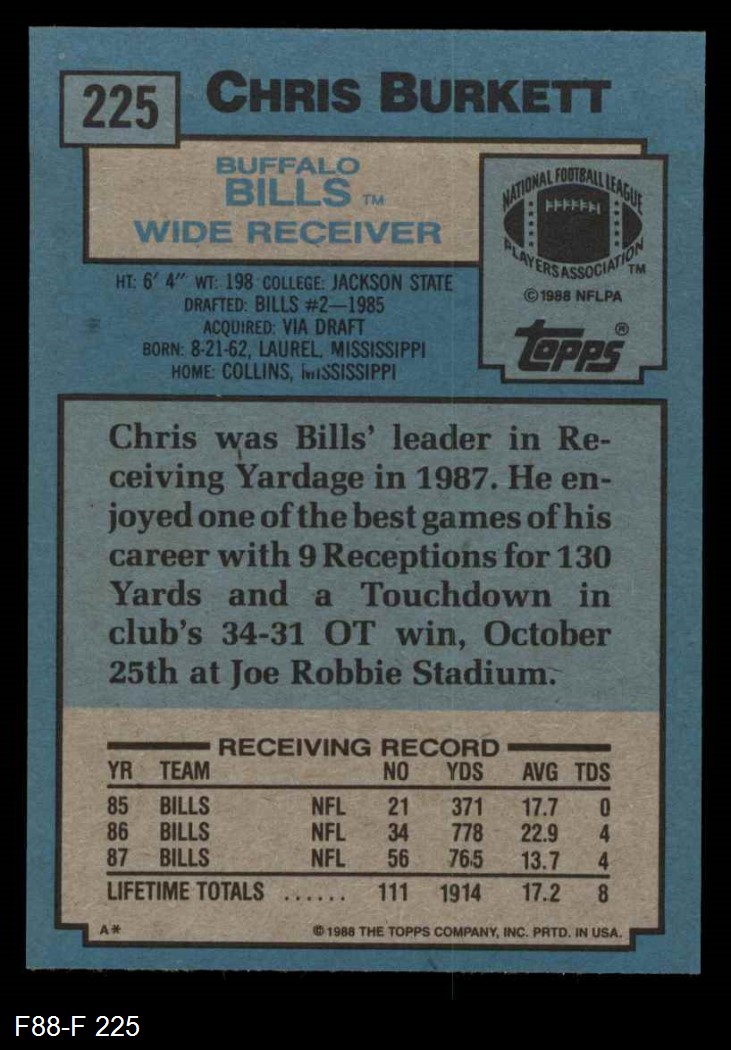 225
CHRIS BURKETT
BUFFALO
BILLS TM
WIDE RECEIVER
NATIONAL FOOTBALL LEAGUE
PLAYERS ASSOCIATION TM
© 1988 NFLPA
Topps®
HT: 6' 4" WT: 198 COLLEGE: JACKSON STATE
DRAFTED: BILLS #2—1985
ACQUIRED: VIA DRAFT
BORN: 8-21-62, LAUREL, MISSISSIPPI
HOME: COLLINS, MISSISSIPPI
Chris was Bills' leader in Re-
ceiving Yardage in 1987. He en-
joyed one of the best games of his
career with 9 Receptions for 130
Yards and a Touchdown in
club's 34-31 OT win, October
25th at Joe Robbie Stadium.
RECEIVING RECORD
YR TEAM NO YDS AVG TDS
85 BILLS NFL 21 371 17.7 0
86 BILLS NFL 34 778 22.9 4
87 BILLS NFL 56 765 13.7 4
LIFETIME TOTALS ...... 111 1914 17.2 8
A* © 1988 THE TOPPS COMPANY, INC. PRTD. IN USA.
F88-F 225